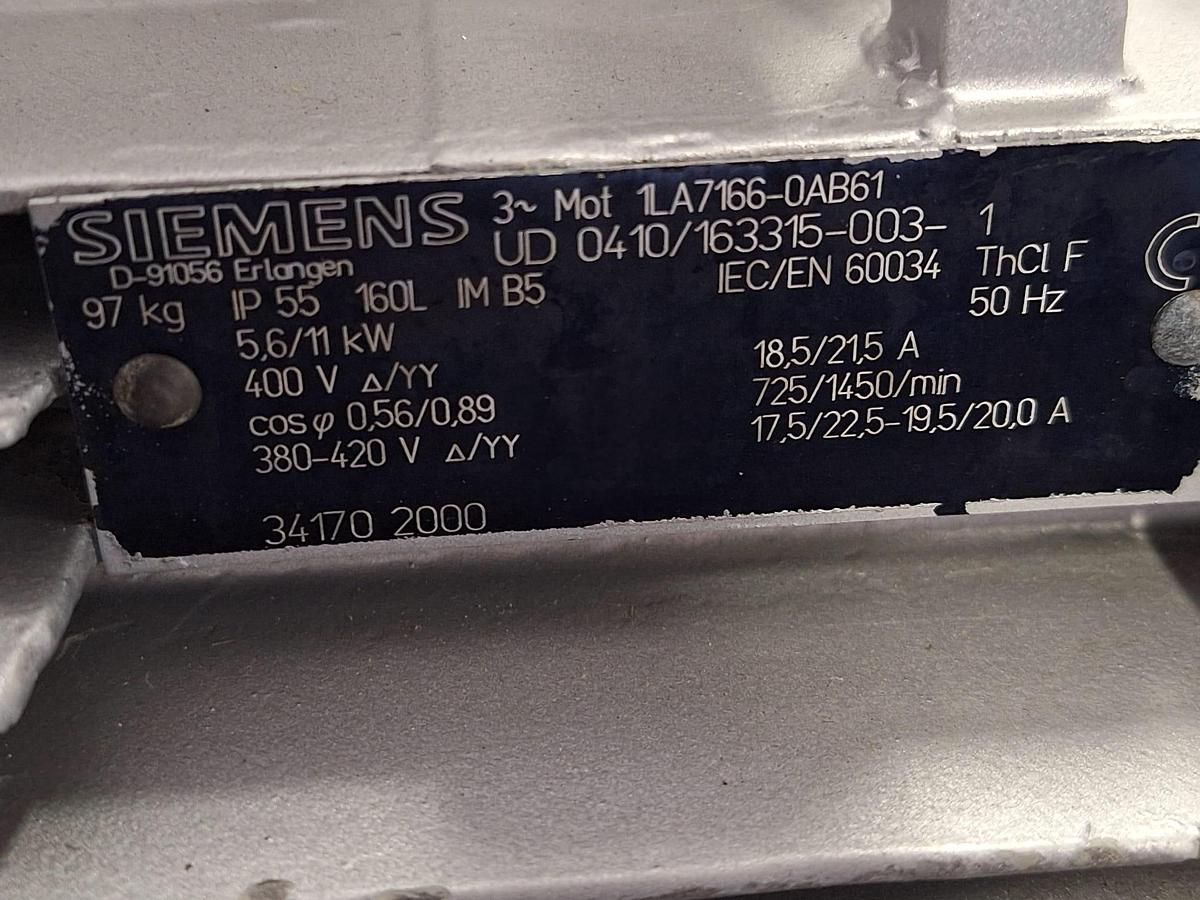 SIEMENS
3~ Mot 1LA7166-0AB61
D-91056 Erlangen
UD 0410/163315-003- 1
97 kg IP 55 160L IM B5 IEC/EN 60034 ThCl F
50 Hz
5,6/11 kW
18,5/21,5 A
400 V △/YY
725/1450/min
cosφ 0,56/0,89
17,5/22,5-19,5/20,0 A
380-420 V △/YY
34170 2000